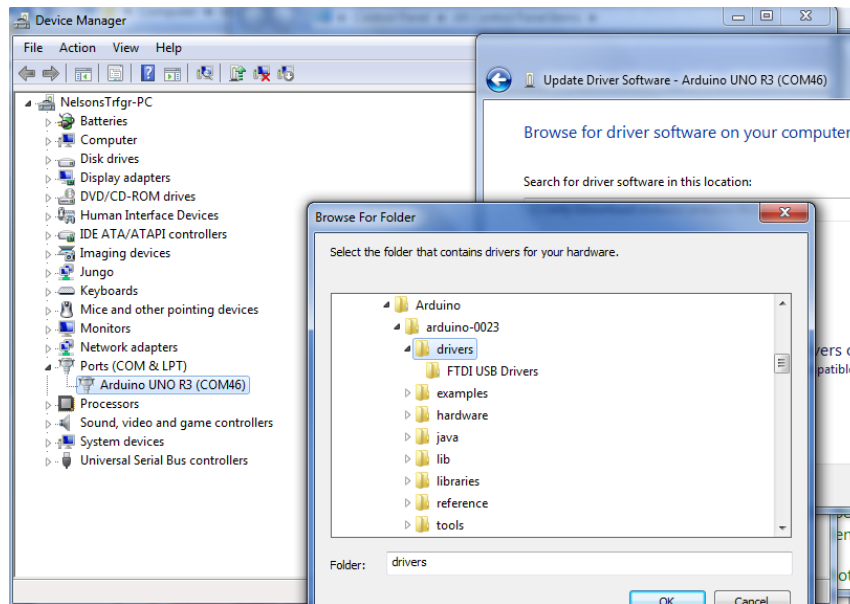 Device Manager
File Action View Help
NelsonsTrfgr-PC
Batteries
Computer
Disk drives
Display adapters
DVD/CD-ROM drives
Human Interface Devices
IDE ATA/ATAPI controllers
Imaging devices
Jungo
Keyboards
Mice and other pointing devices
Monitors
Network adapters
Ports (COM & LPT)
Arduino UNO R3 (COM46)
Processors
Sound, video and game controllers
System devices
Universal Serial Bus controllers
Update Driver Software - Arduino UNO R3 (COM46)
Browse for driver software on your computer
Search for driver software in this location:
Browse For Folder
Select the folder that contains drivers for your hardware.
Arduino
arduino-0023
drivers
FTDI USB Drivers
examples
hardware
java
lib
libraries
reference
tools
Folder: drivers
OK Cancel